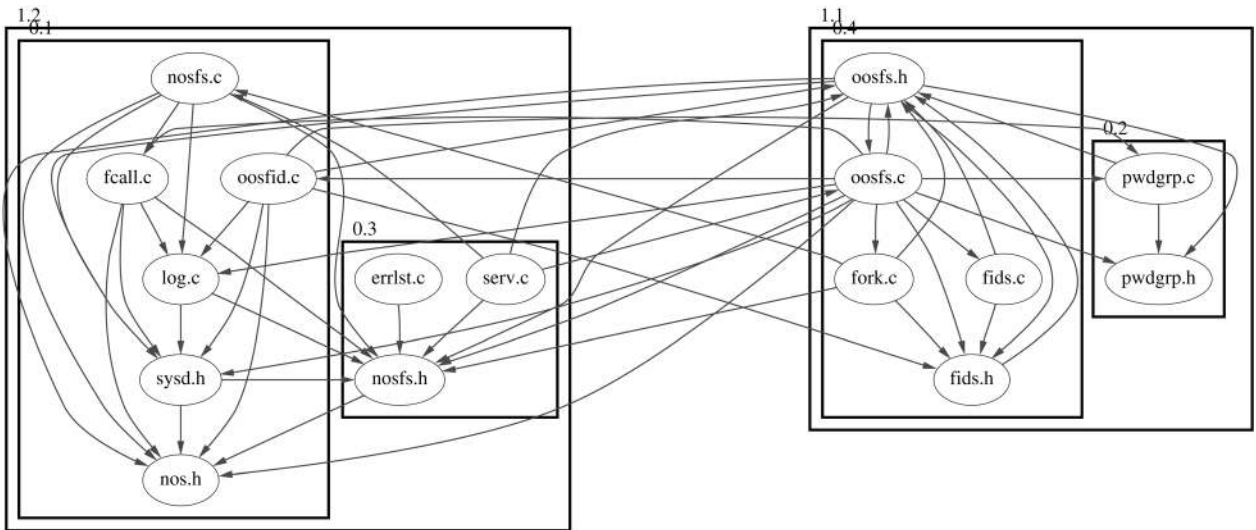 1.2
0.1
nosfs.c
fcall.c
oosfid.c
0.3
log.c
errlst.c
serv.c
sysd.h
nosfs.h
nos.h
1.1
0.4
oosfs.h
0.2
oosfs.c
pwdgrp.c
fork.c
fids.c
pwdgrp.h
fids.h